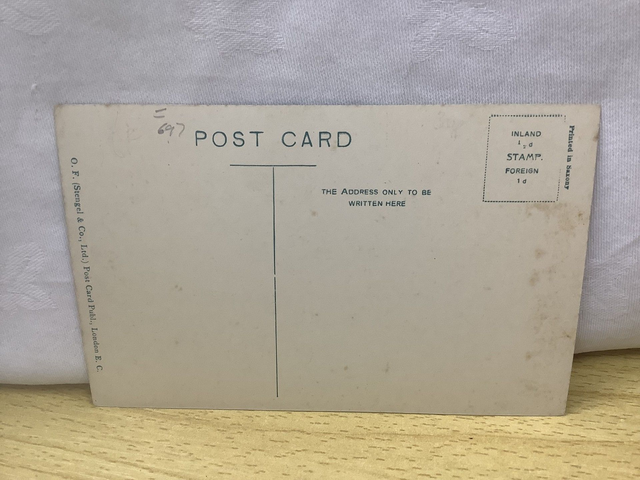 697
POST CARD
INLAND
½d
STAMP.
FOREIGN
1d
Printed in Saxony
THE ADDRESS ONLY TO BE
WRITTEN HERE
O. F. (Stengel & Co., Ltd.) Post Card Publ., London E. C.